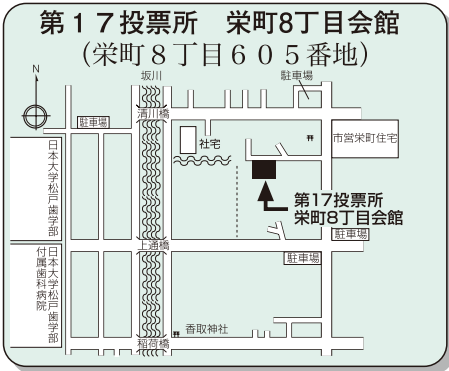 第１７投票所　栄町8丁目会館
（栄町８丁目６０５番地）
N
坂川
駐車場
駐車場
清川橋
社宅
市営栄町住宅
日本大学松戸歯学部
第17投票所
栄町8丁目会館
駐車場
上通橋
駐車場
日本大学松戸歯学部
付属歯科病院
香取神社
稲荷橋